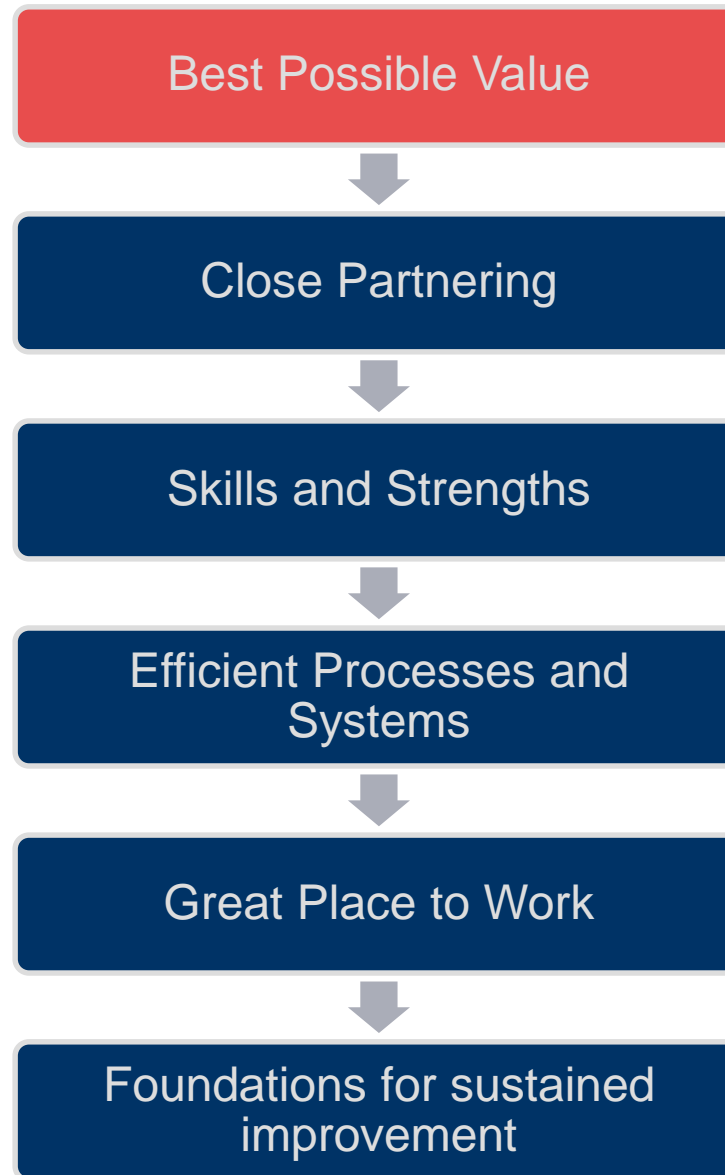 Best Possible Value
Close Partnering
Skills and Strengths
Efficient Processes and
Systems
Great Place to Work
Foundations for sustained
improvement